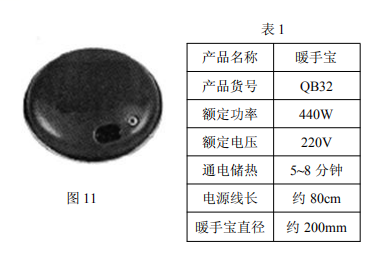 表 1
产品名称 暖手宝
产品货号 QB32
额定功率 440W
额定电压 220V
通电储热 5~8 分钟
电源线长 约 80cm
暖手宝直径 约 200mm
图 11